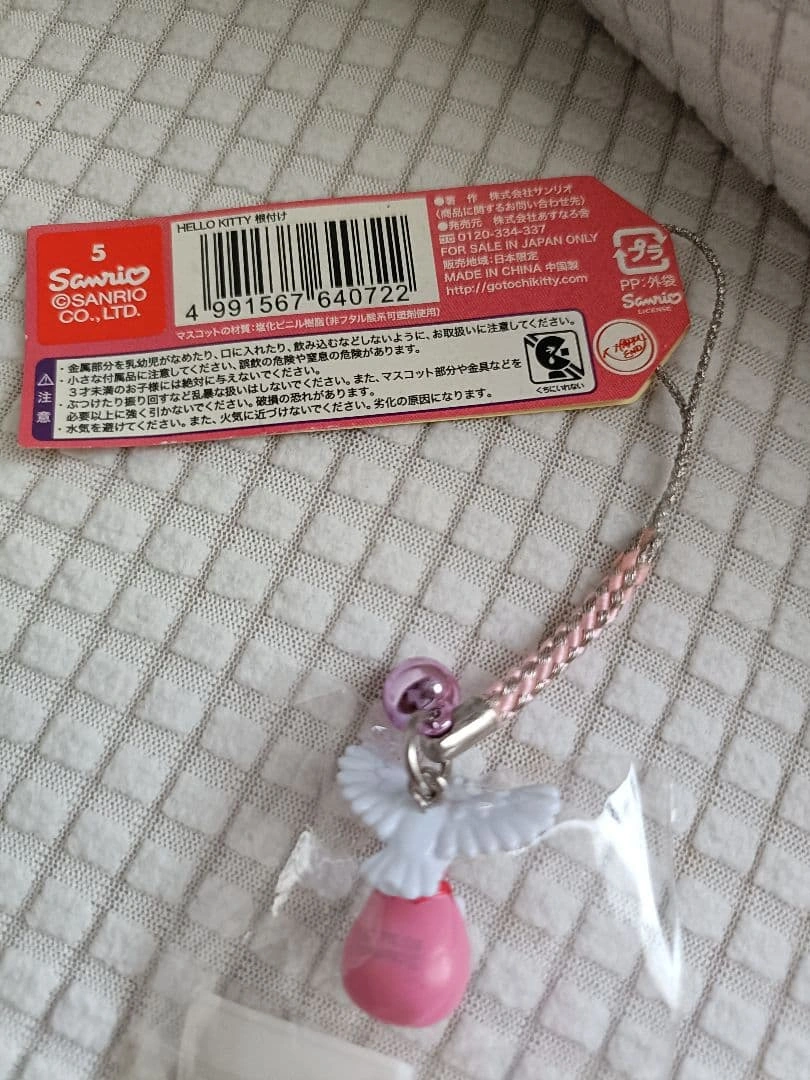 5
Sanrio
©SANRIO
CO.,LTD.
HELLO KITTY 根付け
4 991567 640722
マスコットの材質:塩化ビニル樹脂(非フタル酸系可塑剤使用)
●著 作 株式会社サンリオ
(商品に関するお問い合わせ先)
●発売元 株式会社あすなろ舎
0120-334-337
FOR SALE IN JAPAN ONLY
販売地域:日本限定
MADE IN CHINA 中国製
http://gotochikitty.com
プラ
PP:外袋
Sanrio
LICENSE
HAPPY
END
注意
・金属部分を乳幼児がなめたり、口に入れたり、飲み込むなどしないように、お取扱いに注意してください。
・小さな付属品に注意してください、誤飲の危険や窒息の危険があります。
3才未満のお子様には絶対に与えないでください。
・ぶつけたり振り回すなど乱暴な扱いはしないでください。また、マスコット部分や金具などを
必要以上に強く引かないでください。破損の恐れがあります。
・水気を避けてください。また、火気に近づけないでください。劣化の原因になります。
くちにいれない